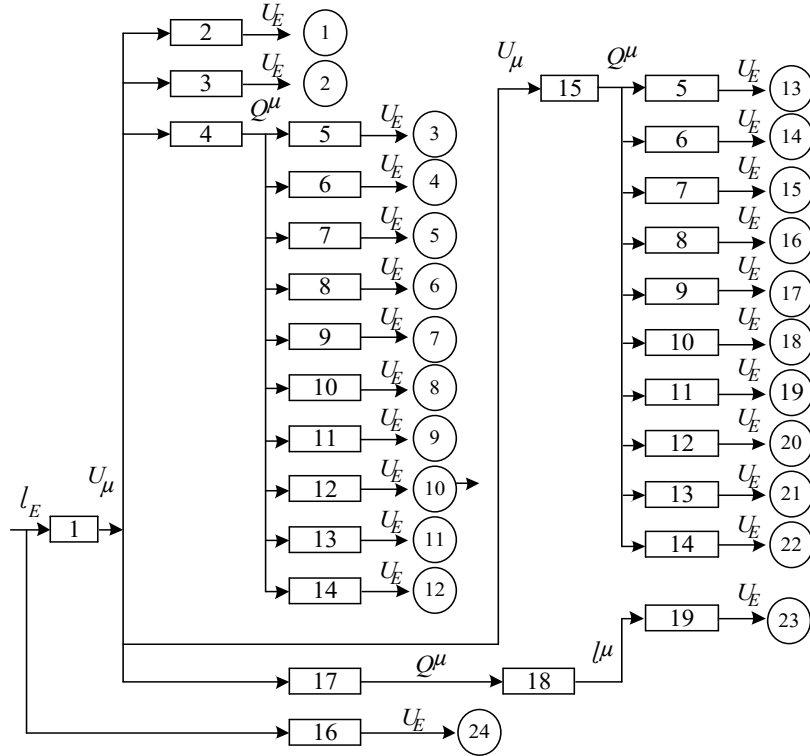 U_E
2 1
U_E
3 2
Q^μ U_E
4 5 3
U_E
6 4
U_E
7 5
U_E
8 6
U_E
9 7
U_E
10 8
U_E
11 9
U_E
12 10
U_E
13 11
U_E
14 12
l_E U_μ
1
U_μ Q^μ U_E
15 5 13
U_E
6 14
U_E
7 15
U_E
8 16
U_E
9 17
U_E
10 18
U_E
11 19
U_E
12 20
U_E
13 21
U_E
14 22
U_E
19 23
Q^μ l^μ
17 18
U_E
16 24